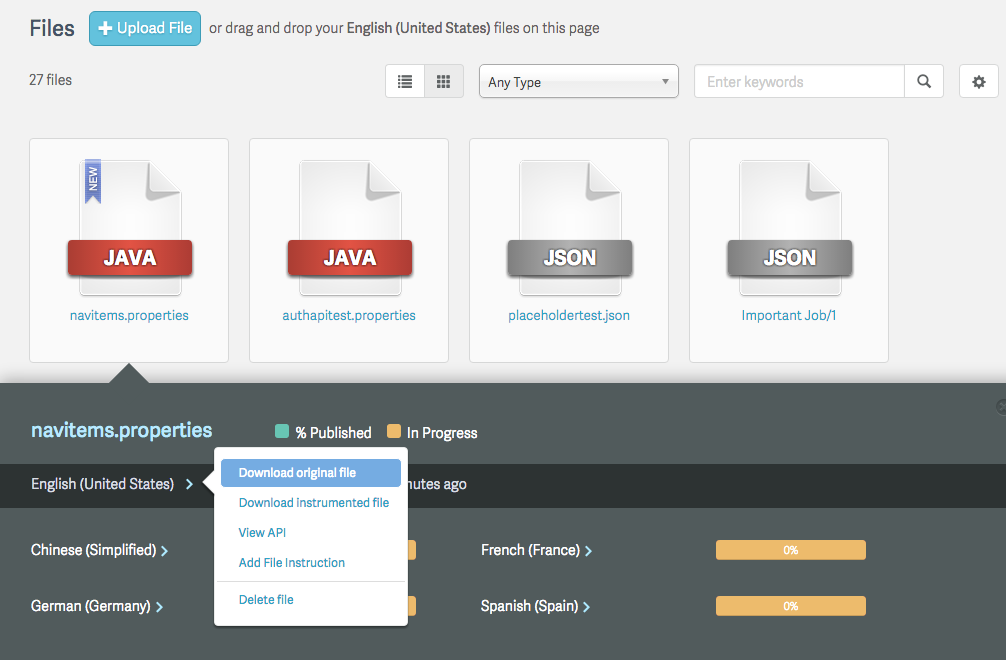 Files + Upload File or drag and drop your English (United States) files on this page
27 files Any Type Enter keywords
NEW
JAVA JAVA JSON JSON
navitems.properties authapitest.properties placeholdertest.json Important Job/1
navitems.properties % Published In Progress
English (United States) Download original file ago
Download instrumented file
View API
Chinese (Simplified) French (France) 0%
Add File Instruction
Delete file
German (Germany) Spanish (Spain) 0%